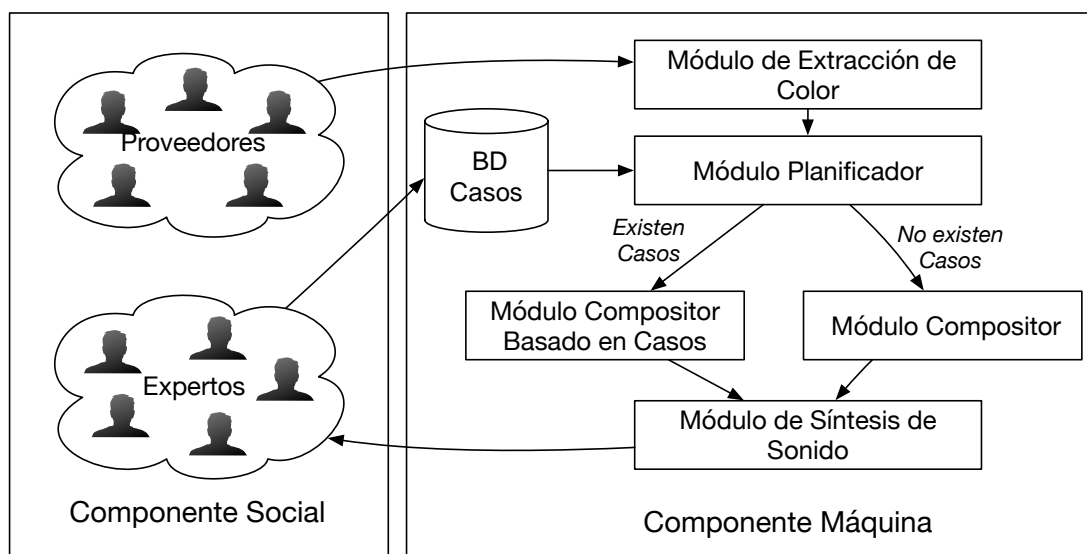 Proveedores
Expertos
Componente Social
Módulo de Extracción de
Color
BD
Casos
Módulo Planificador
Existen
Casos
No existen
Casos
Módulo Compositor
Basado en Casos
Módulo Compositor
Módulo de Síntesis de
Sonido
Componente Máquina